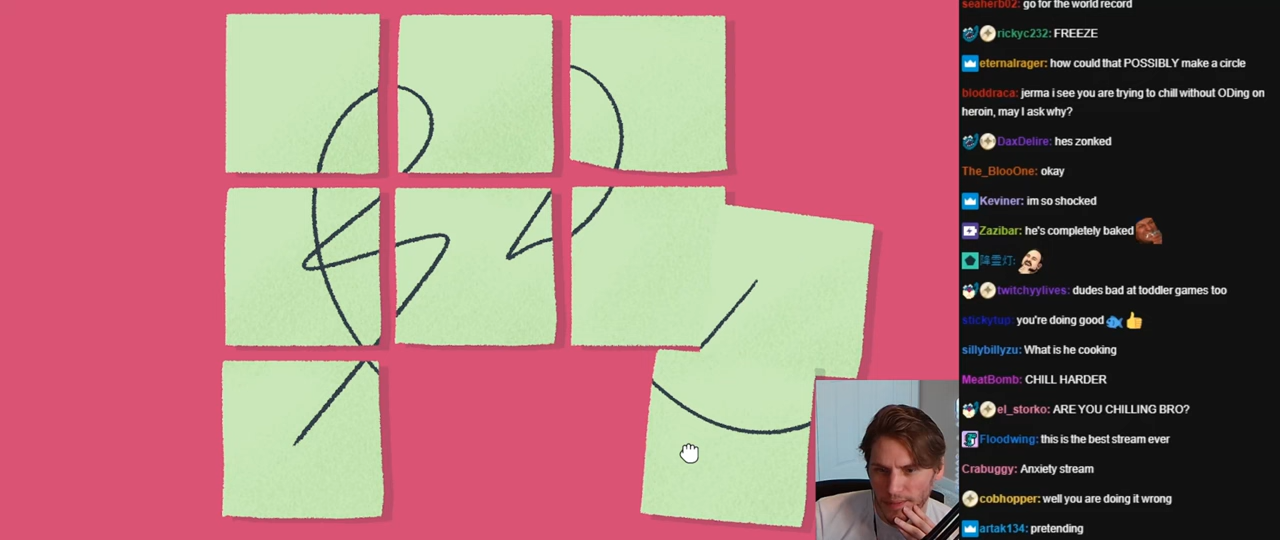 seaherb02: go for the world record
rickyc232: FREEZE
eternalrager: how could that POSSIBLY make a circle
bloddraca: jerma i see you are trying to chill without ODing on
heroin, may I ask why?
DaxDelire: hes zonked
The_BlooOne: okay
Keviner: im so shocked
Zazibar: he's completely baked
twitchyylives: dudes bad at toddler games too
stickytup: you're doing good
sillybillyzu: What is he cooking
MeatBomb: CHILL HARDER
el_storko: ARE YOU CHILLING BRO?
Floodwing: this is the best stream ever
Crabuggy: Anxiety stream
cobhopper: well you are doing it wrong
artak134: pretending